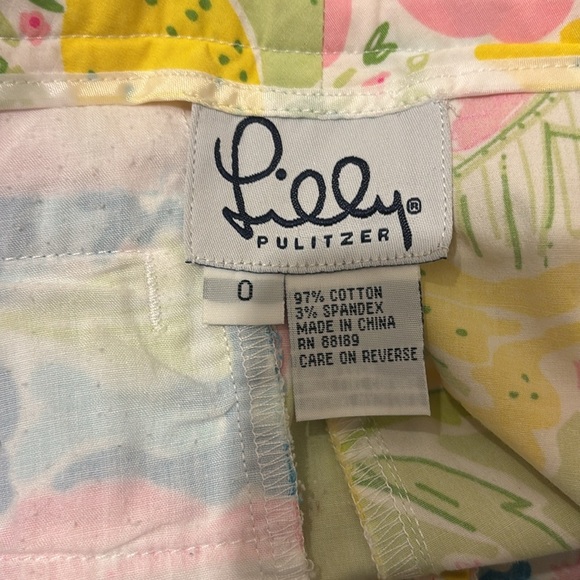 Lilly®
PULITZER
0
97% COTTON
3% SPANDEX
MADE IN CHINA
RN 88189
CARE ON REVERSE